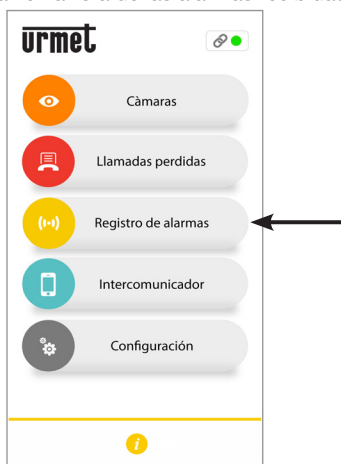 urmet
Càmaras
Llamadas perdidas
Registro de alarmas
Intercomunicador
Configuración
i